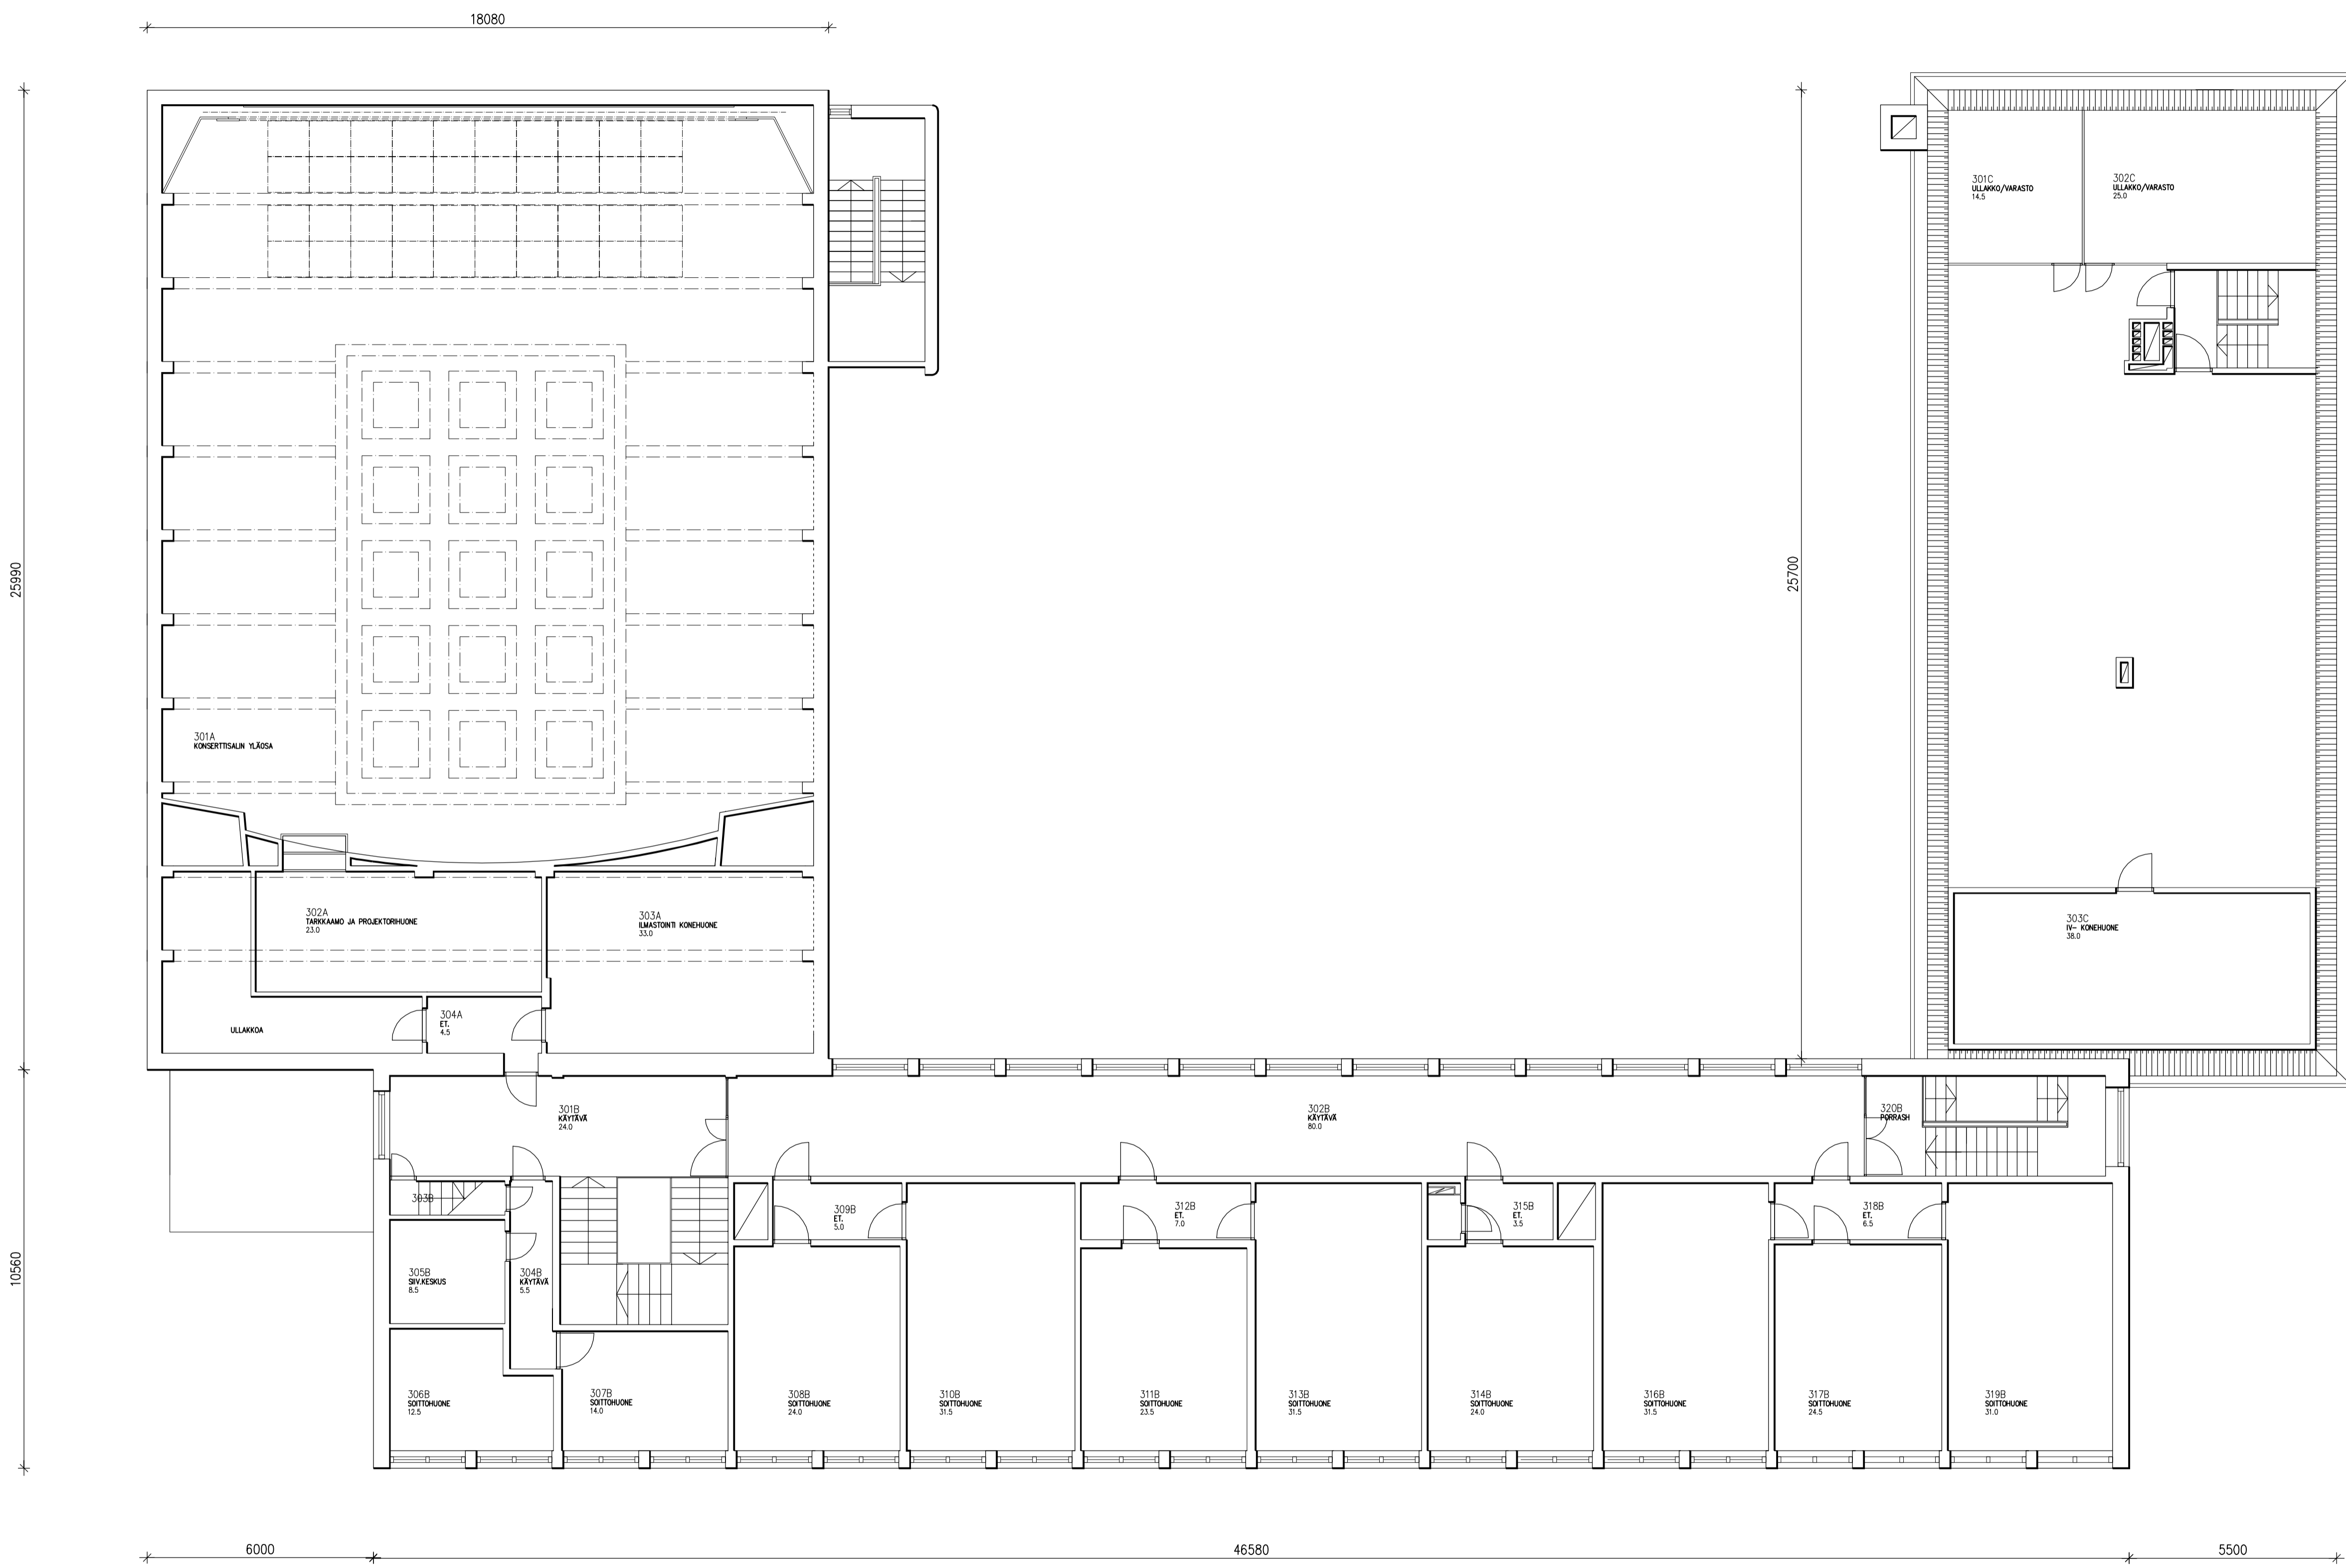 18080
25990
25700
301C
ULLAKKO/VARASTO
14.5
302C
ULLAKKO/VARASTO
25.0
301A
KONSERTTISALIN YLÄOSA
302A
TARKKAAMO JA PROJEKTORIHUONE
23.0
303A
ILMASTOINTI KONEHUONE
33.0
303C
IV- KONEHUONE
38.0
304A
ET.
4.5
ULLAKKOA
301B
KÄYTÄVÄ
24.0
302B
KÄYTÄVÄ
80.0
320B
PORRASH
303B
309B
ET.
5.0
312B
ET.
7.0
315B
ET.
3.5
318B
ET.
6.5
10560
305B
SIIV.KESKUS
8.5
304B
KÄYTÄVÄ
5.5
306B
SOITTOHUONE
12.5
307B
SOITTOHUONE
14.0
308B
SOITTOHUONE
24.0
310B
SOITTOHUONE
31.5
311B
SOITTOHUONE
23.5
313B
SOITTOHUONE
31.5
314B
SOITTOHUONE
24.0
316B
SOITTOHUONE
31.5
317B
SOITTOHUONE
24.5
319B
SOITTOHUONE
31.0
6000
46580
5500